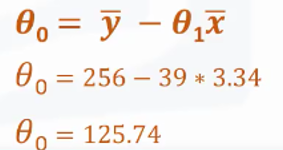 θ₀ = y̅ − θ₁x̅
θ₀ = 256 − 39 * 3.34
θ₀ = 125.74